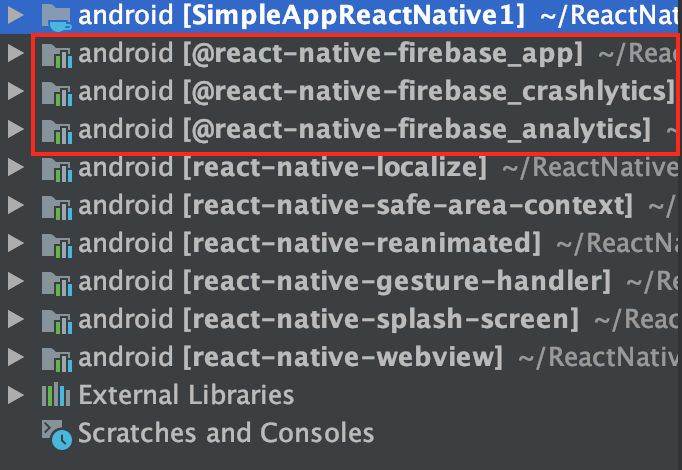 android [SimpleAppReactNative1] ~/ReactNat
android [@react-native-firebase_app] ~/Reac
android [@react-native-firebase_crashlytics]
android [@react-native-firebase_analytics] ~
android [react-native-localize] ~/ReactNative
android [react-native-safe-area-context] ~/
android [react-native-reanimated] ~/ReactNa
android [react-native-gesture-handler] ~/Re
android [react-native-splash-screen] ~/Reac
android [react-native-webview] ~/ReactNativ
External Libraries
Scratches and Consoles